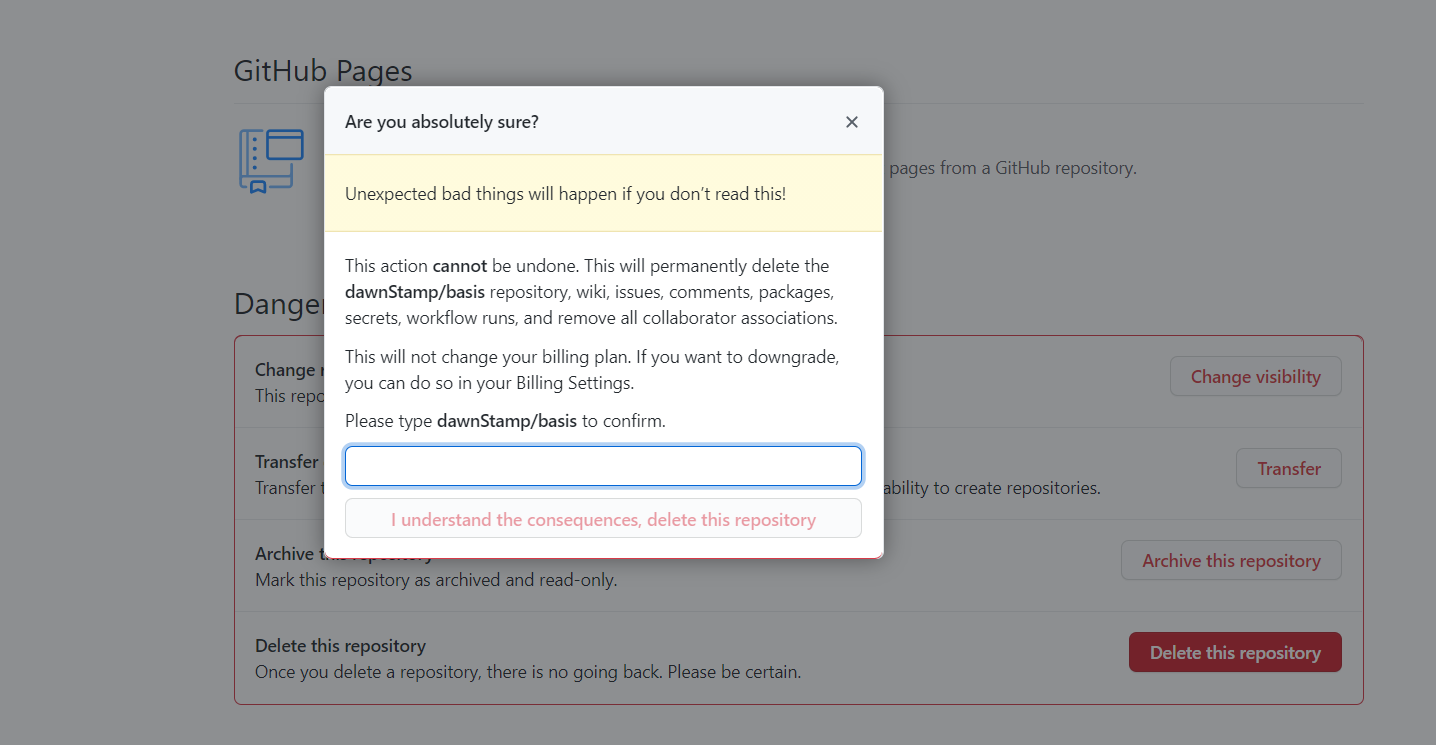 GitHub Pages
Are you absolutely sure?
pages from a GitHub repository.
Unexpected bad things will happen if you don’t read this!
This action cannot be undone. This will permanently delete the
dawnStamp/basis repository, wiki, issues, comments, packages,
secrets, workflow runs, and remove all collaborator associations.
This will not change your billing plan. If you want to downgrade,
you can do so in your Billing Settings.
Please type dawnStamp/basis to confirm.
I understand the consequences, delete this repository
Danger
Change
This repo
Change visibility
Transfer
Transfer
ability to create repositories.
Transfer
Archive this repository
Mark this repository as archived and read-only.
Archive this repository
Delete this repository
Once you delete a repository, there is no going back. Please be certain.
Delete this repository